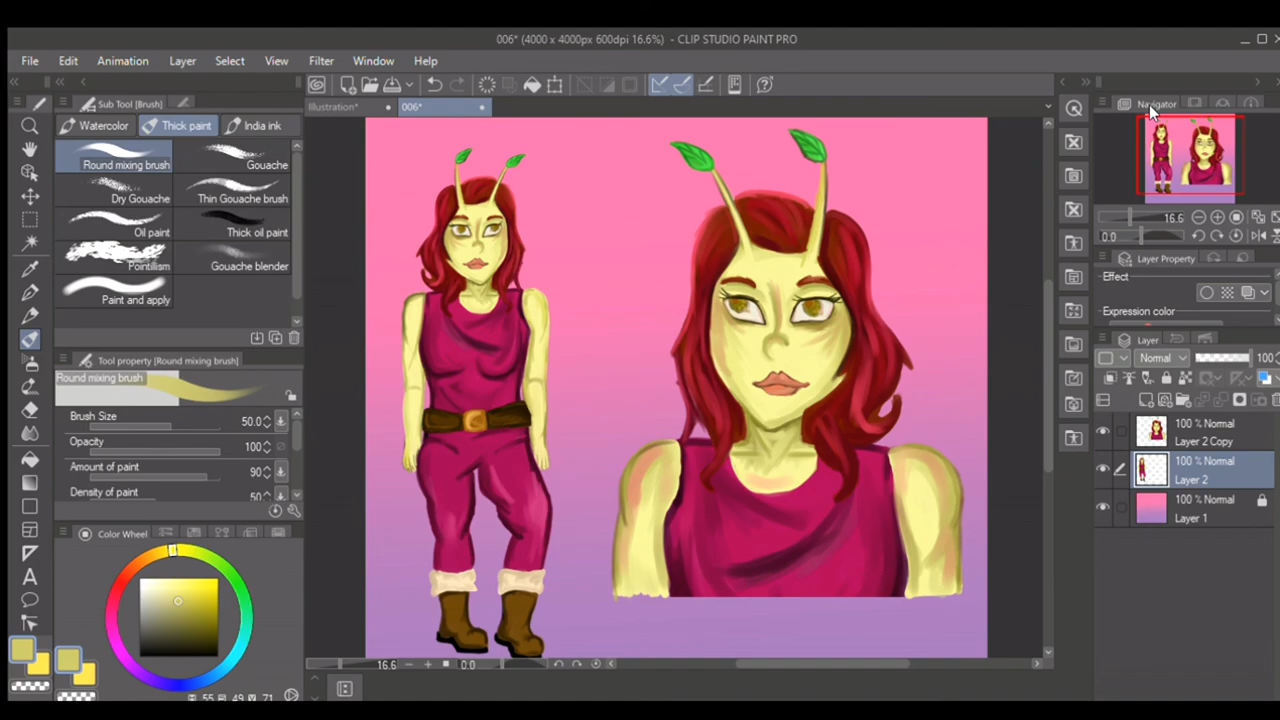 006* (4000 x 4000px 600dpi 16.6%) - CLIP STUDIO PAINT PRO
File Edit Animation Layer Select View Filter Window Help
Sub Tool [Brush]
Illustration*
006*
Navigator
Watercolor Thick paint India ink
Round mixing brush
Gouache
Dry Gouache
Thin Gouache brush
Oil paint
Thick oil paint
Pointillism
Gouache blender
Paint and apply
Tool property [Round mixing brush]
Round mixing brush
Brush Size 50.0
Opacity 100
Amount of paint 90
Density of paint 50
Color Wheel
55 49 V 71
16.6 0.0
16.6
0.0
Layer Property
Effect
Expression color
Layer
Normal 100
100 % Normal
Layer 2 Copy
100 % Normal
Layer 2
100 % Normal
Layer 1